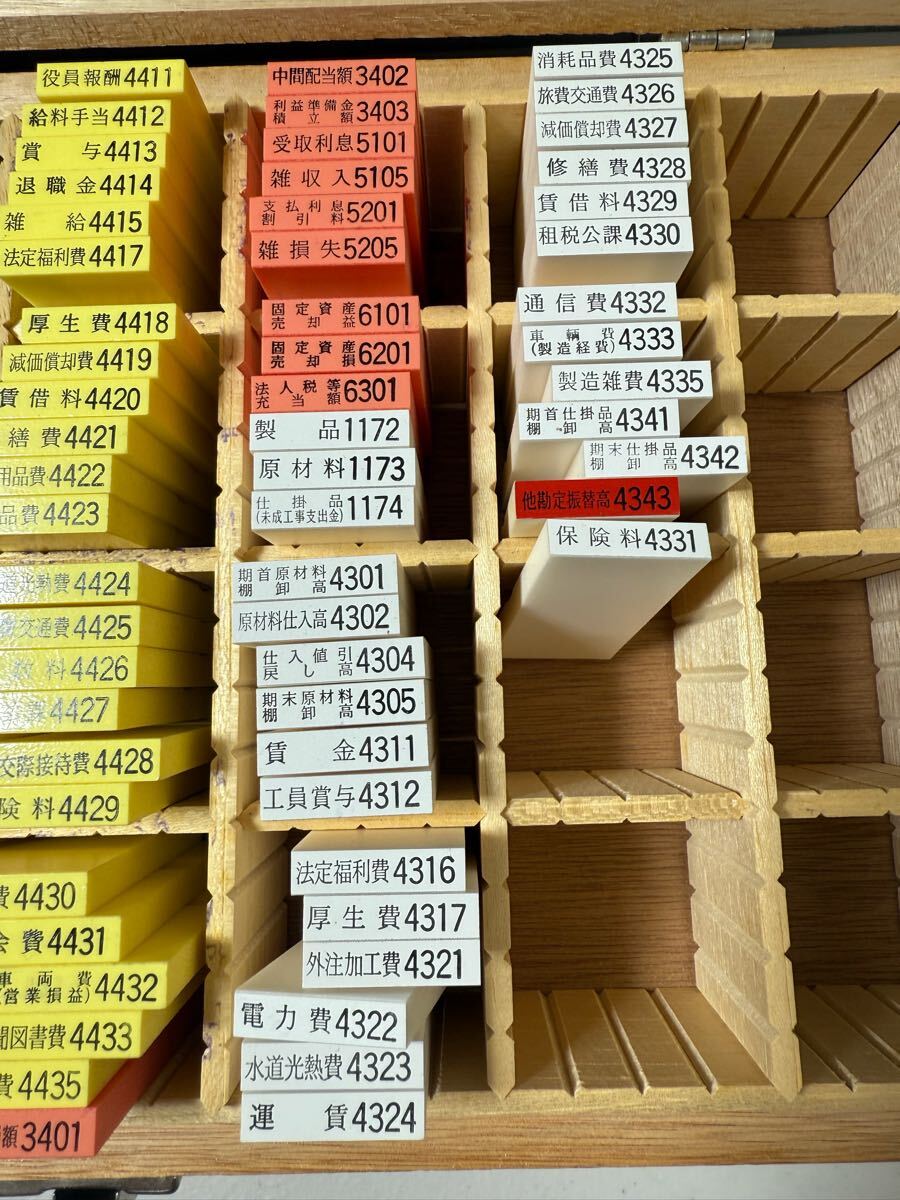 役員報酬4411
給料手当4412
賞与4413
退職金4414
雑給4415
法定福利費4417
厚生費4418
減価償却費4419
賃借料4420
繕費4421
用品費4422
品費4423
道光熱費4424
交通費4425
料4426
4427
交際接待費4428
険料4429
費4430
会費4431
車両費
(営業損益)4432
聞図書費4433
費4435
額3401
中間配当額3402
利益準備金
積立額3403
受取利息5101
雑収入5105
支払利息
割引料5201
雑損失5205
固定資産
売却益6101
固定資産
売却損6201
法人税等
充当額6301
製品1172
原材料1173
仕掛品
(未成工事支出金)1174
期首原材料
棚卸高4301
原材料仕入高4302
仕入値引
戻し高4304
期末原材料
棚卸高4305
賃金4311
工員賞与4312
法定福利費4316
厚生費4317
外注加工費4321
電力費4322
水道光熱費4323
運賃4324
消耗品費4325
旅費交通費4326
減価償却費4327
修繕費4328
賃借料4329
租税公課4330
通信費4332
車輌費
(製造経費)4333
製造雑費4335
期首仕掛品
棚卸高4341
期末仕掛品
棚卸高4342
他勘定振替高4343
保険料4331